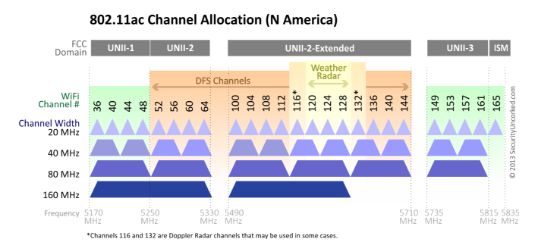 802.11ac Channel Allocation (N America)
FCC Domain UNII-1 UNII-2 UNII-2-Extended UNII-3 ISM
Weather Radar
DFS Channels
WiFi Channel # 36 40 44 48 52 56 60 64 100 104 108 112 116* 120 124 128 132* 136 140 144 149 153 157 161 165
Channel Width
20 MHz
40 MHz
80 MHz
160 MHz
Frequency 5170 MHz 5250 MHz 5330 MHz 5490 MHz 5710 MHz 5735 MHz 5815 MHz 5835 MHz
*Channels 116 and 132 are Doppler Radar channels that may be used in some cases.
© 2013 SecurityUncorked.com